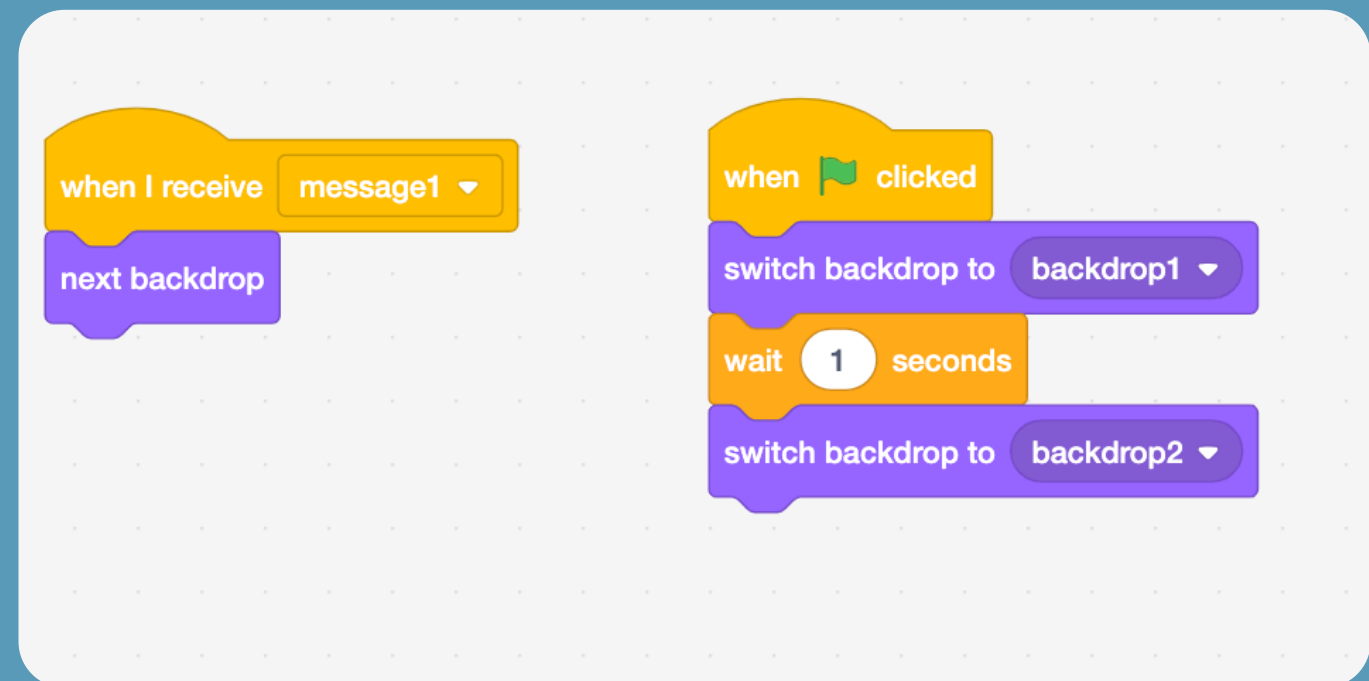 when I receive message1
next backdrop
when clicked
switch backdrop to backdrop1
wait 1 seconds
switch backdrop to backdrop2